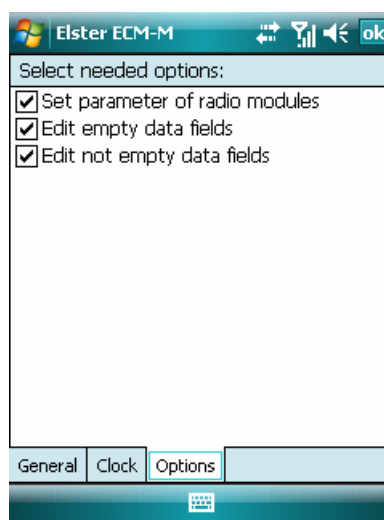 Elster ECM-M ok
Select needed options:
Set parameter of radio modules
Edit empty data fields
Edit not empty data fields
General Clock Options